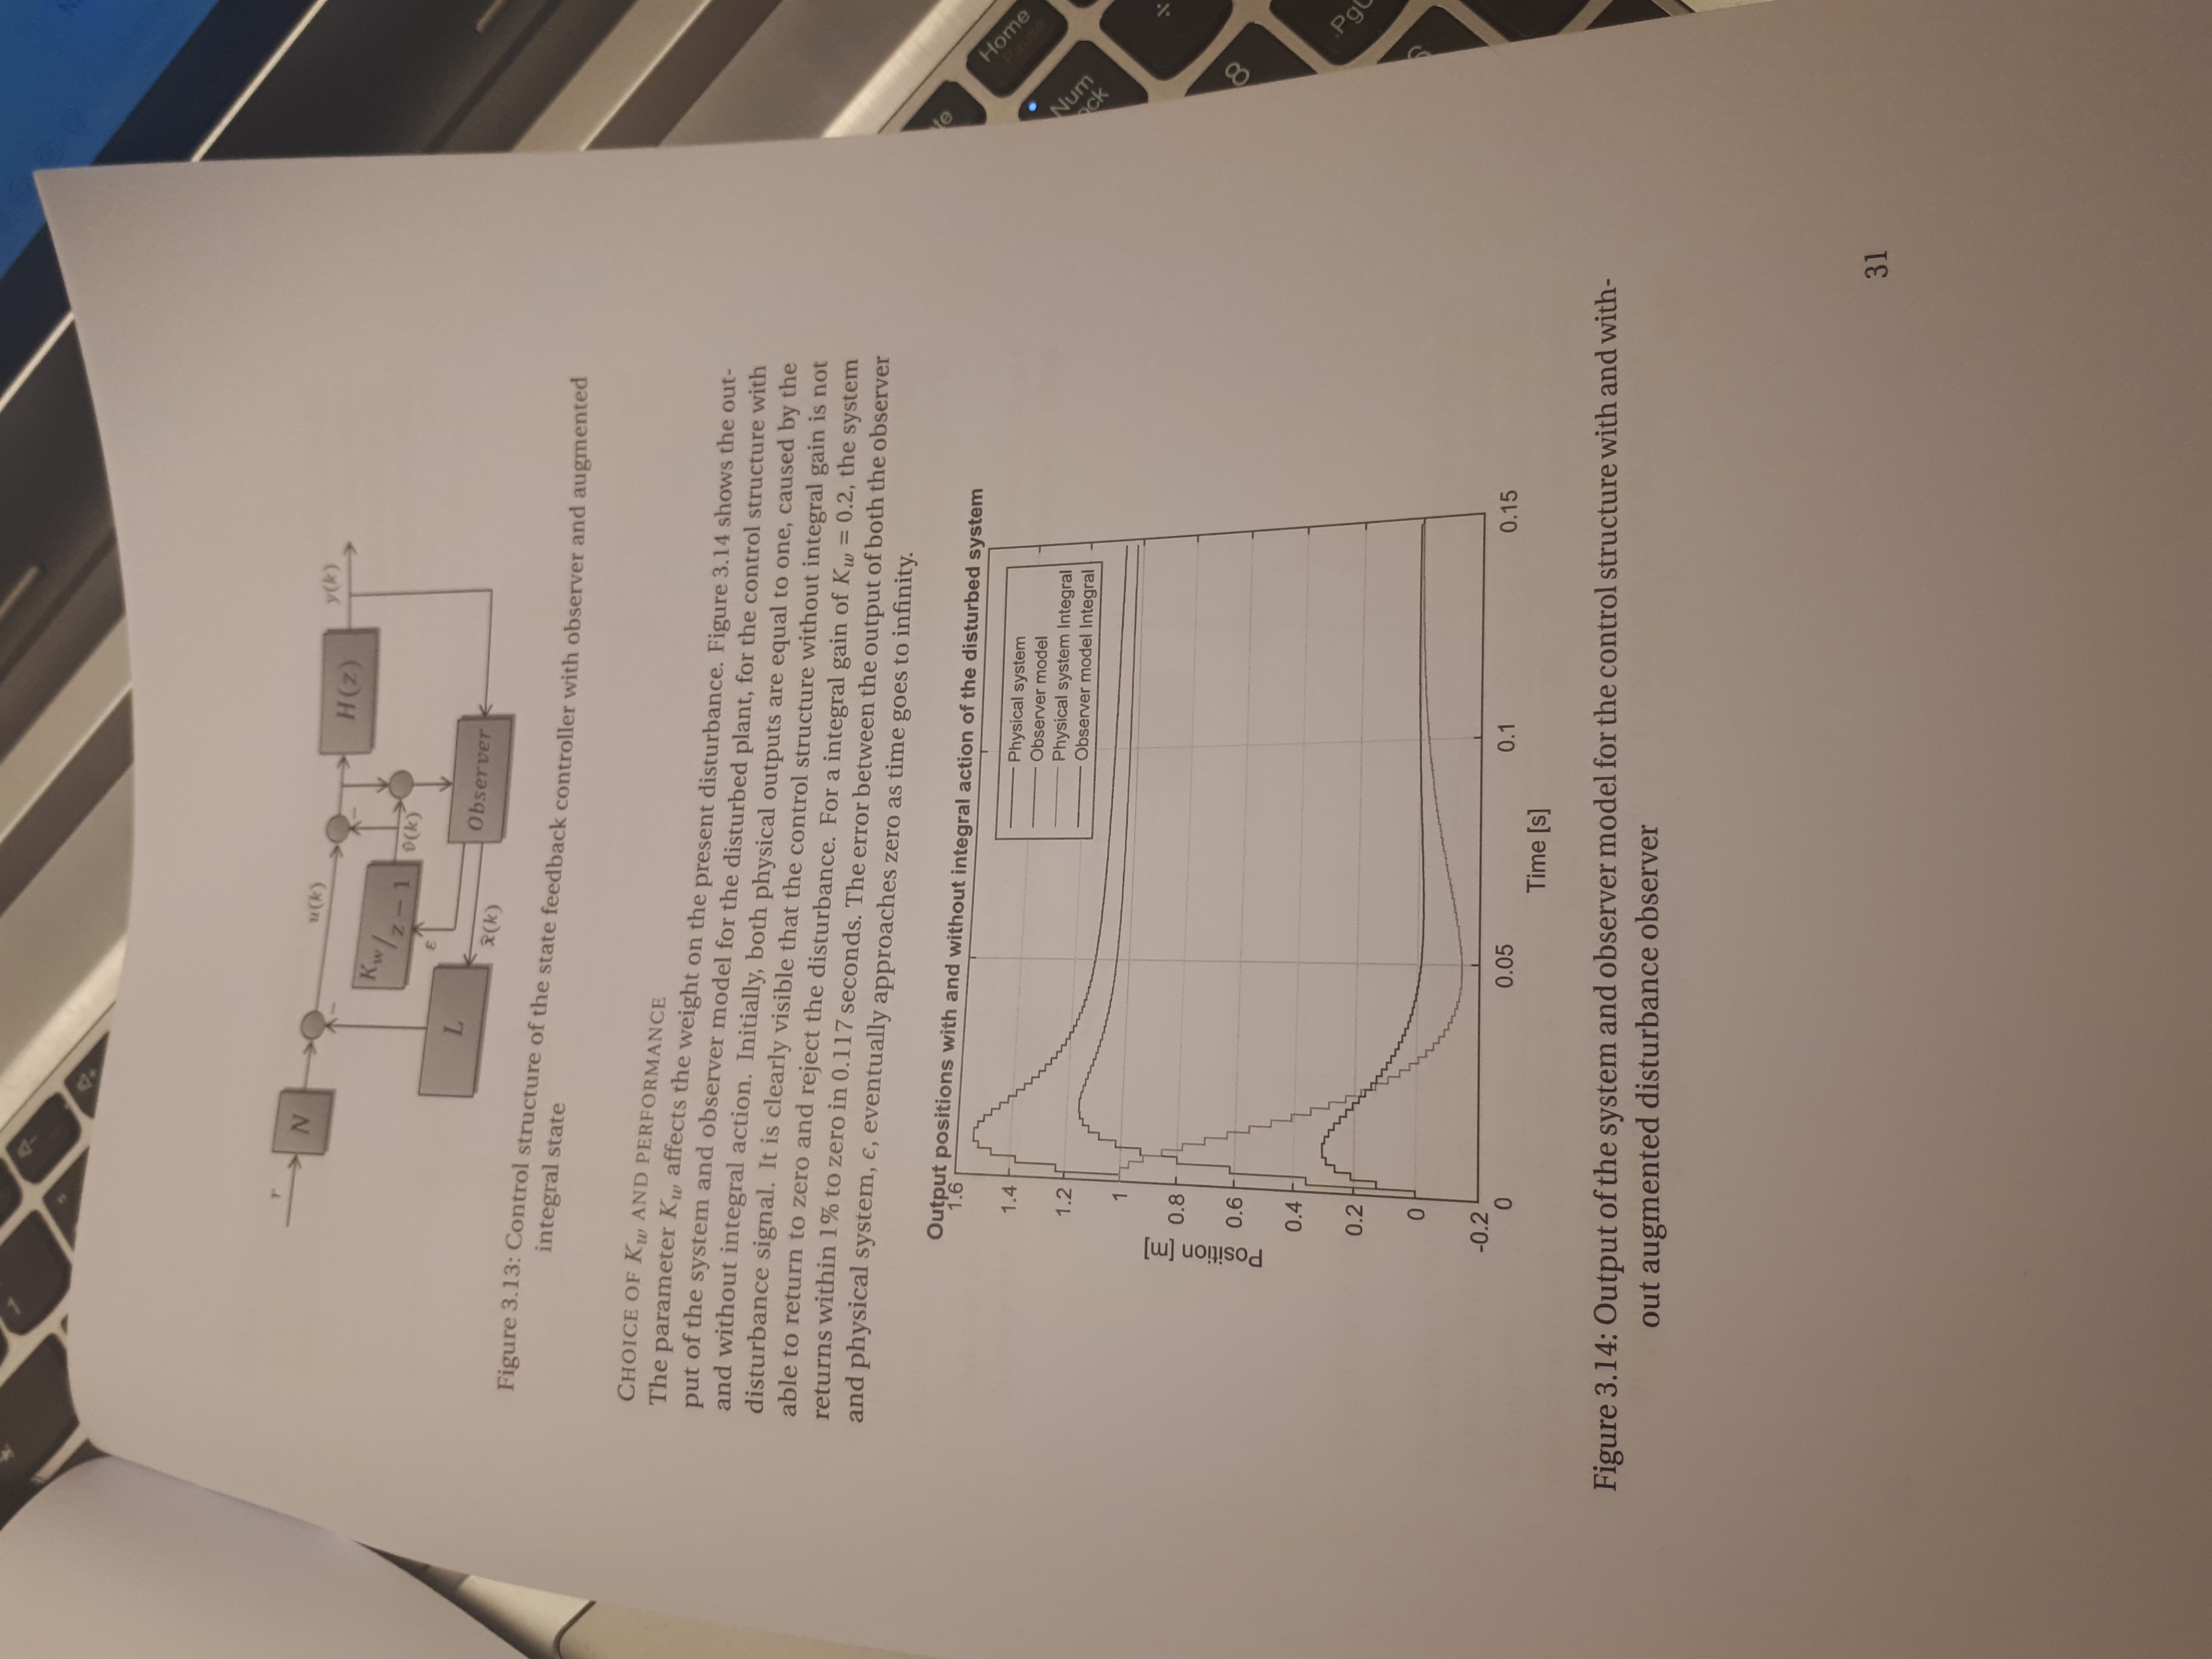 r
N
u(k)
H(z)
y(k)
−
−
K_w/z − 1
v̂(k)
ε
L
x̂(k)
Observer
Figure 3.13: Control structure of the state feedback controller with observer and augmented
integral state
CHOICE OF K_w AND PERFORMANCE
The parameter K_w affects the weight on the present disturbance. Figure 3.14 shows the out-
put of the system and observer model for the disturbed plant, for the control structure with
and without integral action. Initially, both physical outputs are equal to one, caused by the
disturbance signal. It is clearly visible that the control structure without integral gain is not
able to return to zero and reject the disturbance. For a integral gain of K_w = 0.2, the system
returns within 1% to zero in 0.117 seconds. The error between the output of both the observer
and physical system, ϵ, eventually approaches zero as time goes to infinity.
Output positions with and without integral action of the disturbed system
1.6
1.4
1.2
1
0.8
0.6
0.4
0.2
0
-0.2
Position [m]
Physical system
Observer model
Physical system Integral
Observer model Integral
0
0.05
0.1
0.15
Time [s]
Figure 3.14: Output of the system and observer model for the control structure with and with-
out augmented disturbance observer
31
Home
Num
8